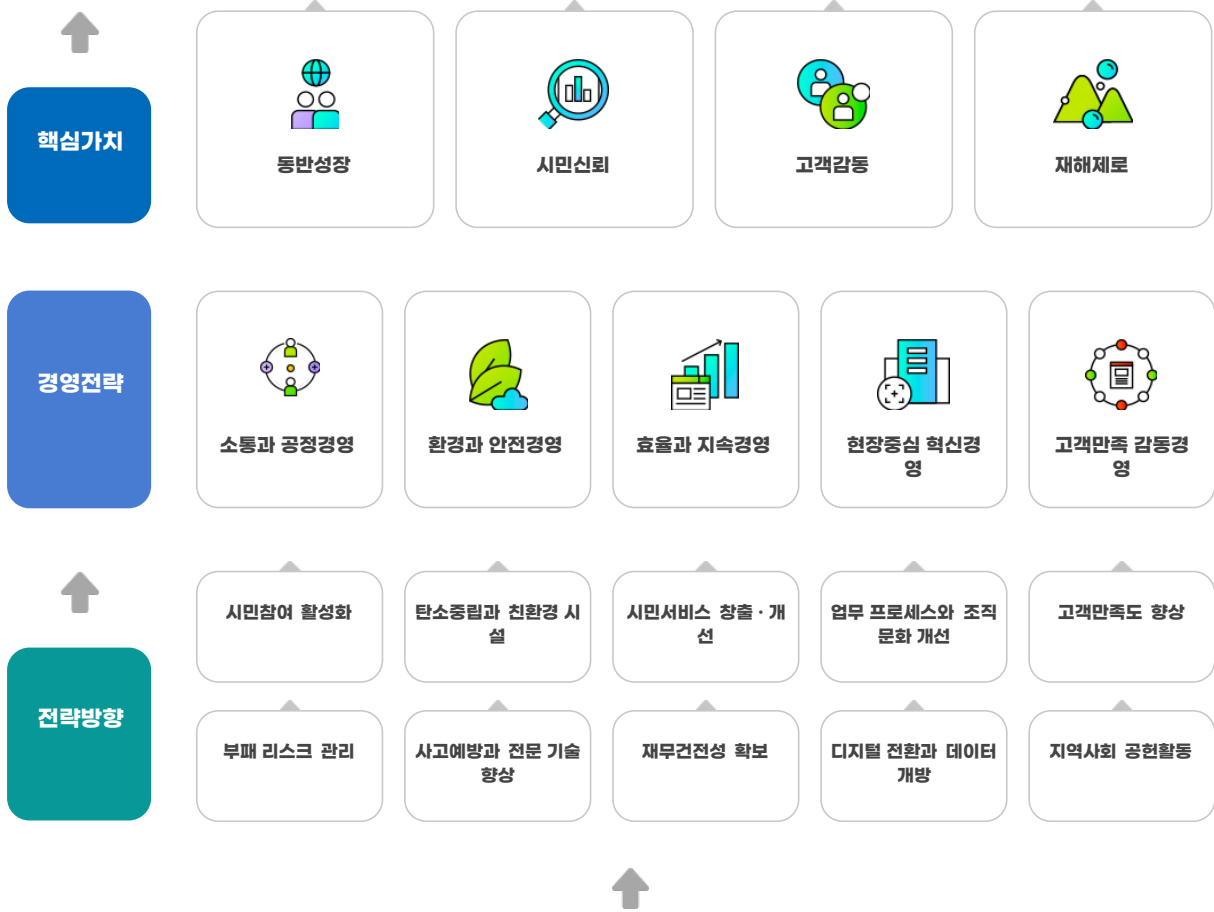 핵심가치
동반성장
시민신뢰
고객감동
재해제로
경영전략
소통과 공정경영
환경과 안전경영
효율과 지속경영
현장중심 혁신경
영
고객만족 감동경
영
전략방향
시민참여 활성화
탄소중립과 친환경 시
설
시민서비스 창출 · 개
선
업무 프로세스와 조직
문화 개선
고객만족도 향상
부패 리스크 관리
사고예방과 전문 기술
향상
재무건전성 확보
디지털 전환과 데이터
개방
지역사회 공헌활동